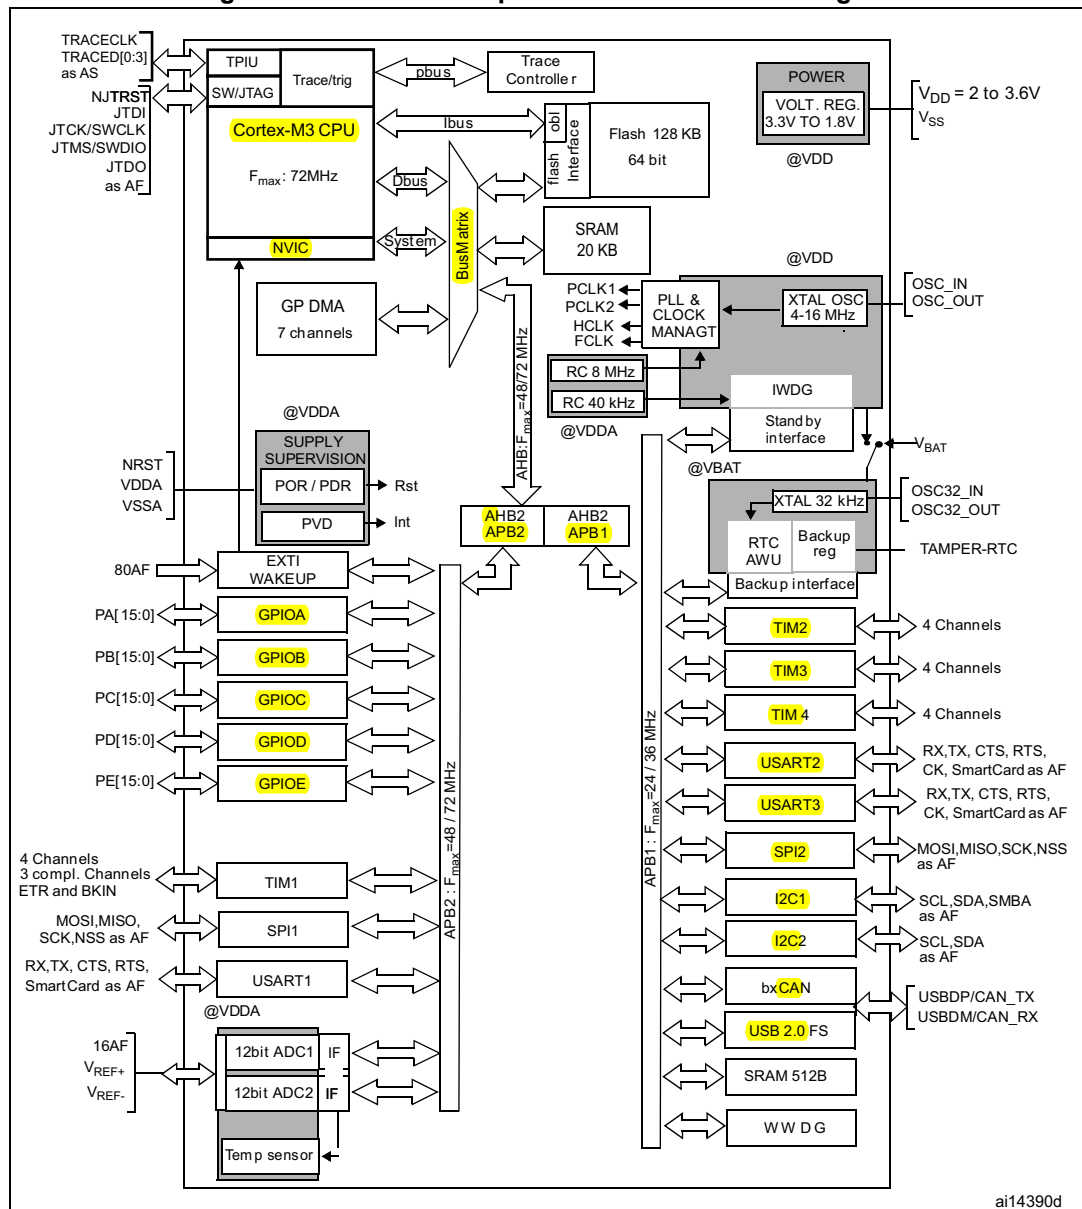 TRACECLK
TRACED[0:3]
as AS
TPIU
SW/JTAG
Trace/trig
pbus
Trace
Controller
POWER
VOLT. REG.
3.3V TO 1.8V
@VDD
VDD = 2 to 3.6V
VSS
NJTRST
JTDI
JTCK/SWCLK
JTMS/SWDIO
JTDO
as AF
Cortex-M3 CPU
Fmax: 72MHz
NVIC
Ibus
Dbus
System
BusMatrix
flash obl
Interface
Flash 128 KB
64 bit
SRAM
20 KB
GP DMA
7 channels
AHB:Fmax=48/72 MHz
PCLK1
PCLK2
HCLK
FCLK
PLL &
CLOCK
MANAGT
@VDD
XTAL OSC
4-16 MHz
OSC_IN
OSC_OUT
RC 8 MHz
RC 40 kHz
@VDDA
IWDG
Standby
interface
VBAT
@VBAT
@VDDA
SUPPLY
SUPERVISION
POR / PDR
Rst
PVD
Int
NRST
VDDA
VSSA
AHB2
APB2
AHB2
APB1
XTAL 32 kHz
OSC32_IN
OSC32_OUT
RTC
AWU
Backup
reg
TAMPER-RTC
Backup interface
80AF
EXTI
WAKEUP
PA[15:0]
GPIOA
PB[15:0]
GPIOB
PC[15:0]
GPIOC
PD[15:0]
GPIOD
PE[15:0]
GPIOE
4 Channels
3 compl. Channels
ETR and BKIN
TIM1
MOSI,MISO,
SCK,NSS as AF
SPI1
RX,TX, CTS, RTS,
SmartCard as AF
USART1
@VDDA
16AF
VREF+
VREF-
12bit ADC1
IF
12bit ADC2
IF
Temp sensor
APB2 : Fmax=48 / 72 MHz
APB1 : Fmax=24 / 36 MHz
TIM2
4 Channels
TIM3
4 Channels
TIM 4
4 Channels
USART2
RX,TX, CTS, RTS,
CK, SmartCard as AF
USART3
RX,TX, CTS, RTS,
CK, SmartCard as AF
SPI2
MOSI,MISO,SCK,NSS
as AF
I2C1
SCL,SDA,SMBA
as AF
I2C2
SCL,SDA
as AF
bxCAN
USBDP/CAN_TX
USBDM/CAN_RX
USB 2.0 FS
SRAM 512B
WWDG
ai14390d